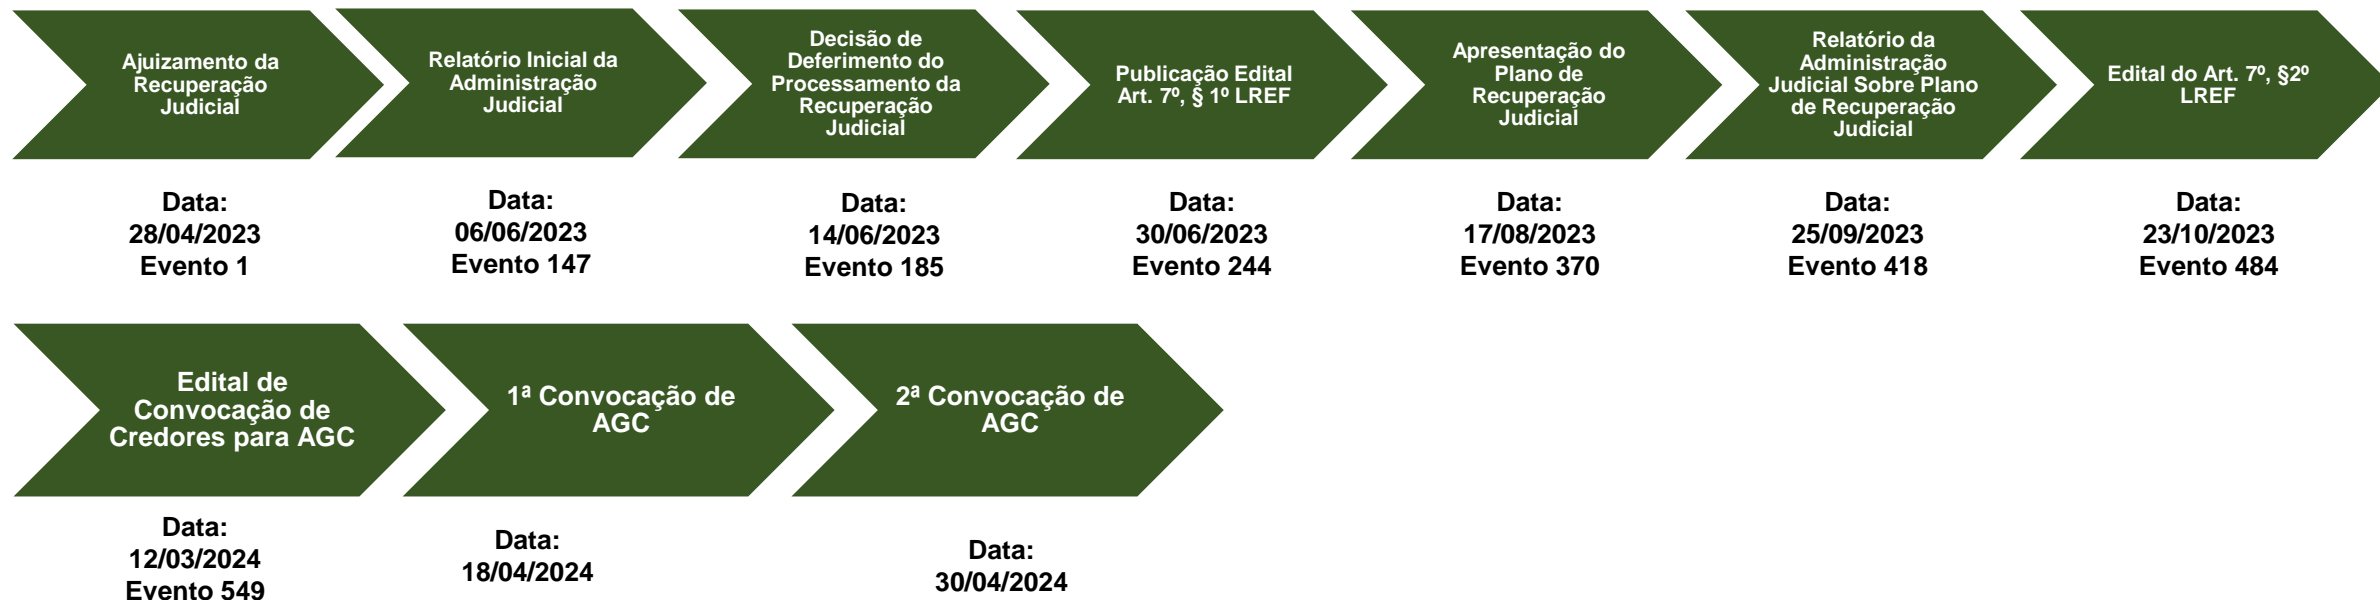 Ajuizamento da
Recuperação
Judicial
Data:
28/04/2023
Evento 1
Relatório Inicial da
Administração
Judicial
Data:
06/06/2023
Evento 147
Decisão de
Deferimento do
Processamento da
Recuperação
Judicial
Data:
14/06/2023
Evento 185
Publicação Edital
Art. 7º, § 1º LREF
Data:
30/06/2023
Evento 244
Apresentação do
Plano de
Recuperação
Judicial
Data:
17/08/2023
Evento 370
Relatório da
Administração
Judicial Sobre Plano
de Recuperação
Judicial
Data:
25/09/2023
Evento 418
Edital do Art. 7º, §2º
LREF
Data:
23/10/2023
Evento 484
Edital de
Convocação de
Credores para AGC
Data:
12/03/2024
Evento 549
1ª Convocação de
AGC
Data:
18/04/2024
2ª Convocação de
AGC
Data:
30/04/2024